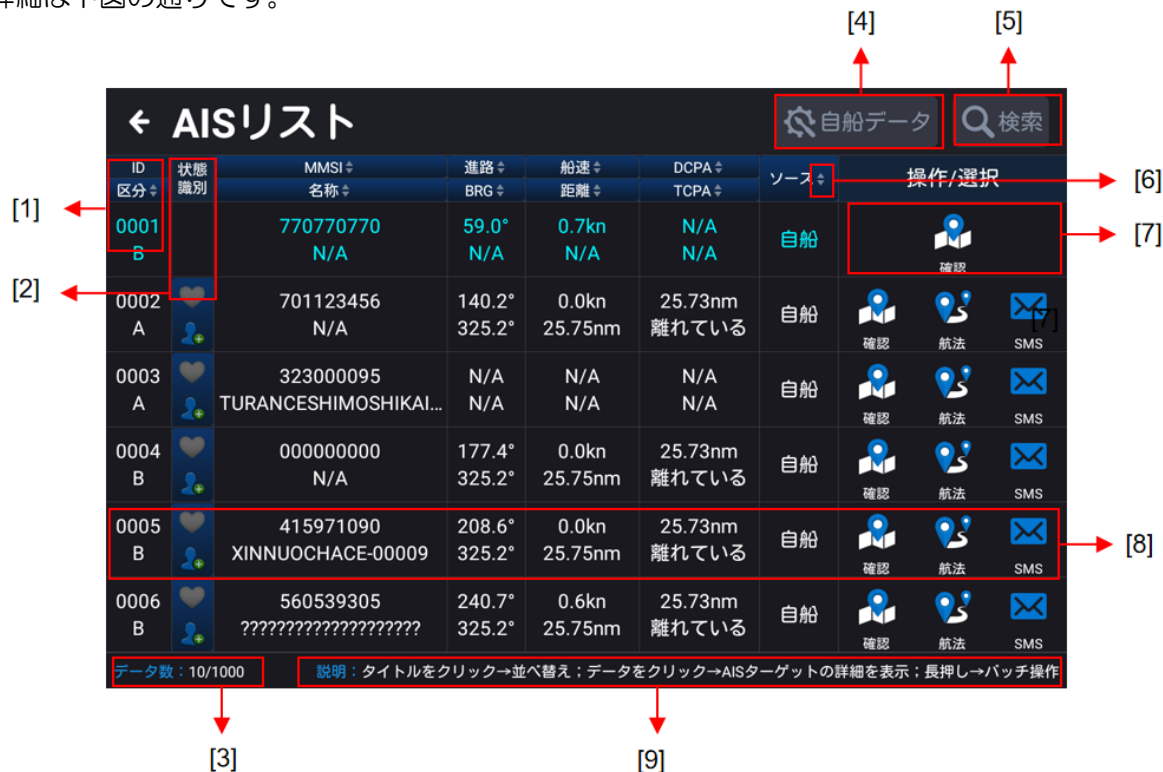 詳細は下図の通りです。
[4] [5]
AISリスト 自船データ 検索
ID 状態 MMSI 進路 船速 DCPA ソース 操作/選択 [6]
区分 識別 名称 BRG 距離 TCPA
[1]
0001 770770770 59.0° 0.7kn N/A 自船 [7]
B N/A N/A N/A N/A 確認
[2]
0002 701123456 140.2° 0.0kn 25.73nm 自船 [7]
A N/A 325.2° 25.75nm 離れている 確認 航法 SMS
0003 323000095 N/A N/A N/A 自船
A TURANCESHIMOSHIKAI... N/A N/A N/A 確認 航法 SMS
0004 000000000 177.4° 0.0kn 25.73nm 自船
B N/A 325.2° 25.75nm 離れている 確認 航法 SMS
0005 415971090 208.6° 0.0kn 25.73nm 自船 [8]
B XINNUOCHACE-00009 325.2° 25.75nm 離れている 確認 航法 SMS
0006 560539305 240.7° 0.6kn 25.73nm 自船
B ???????????????????? 325.2° 25.75nm 離れている 確認 航法 SMS
データ数：10/1000 説明：タイトルをクリック→並べ替え；データをクリック→AISターゲットの詳細を表示；長押し→バッチ操作
[3] [9]